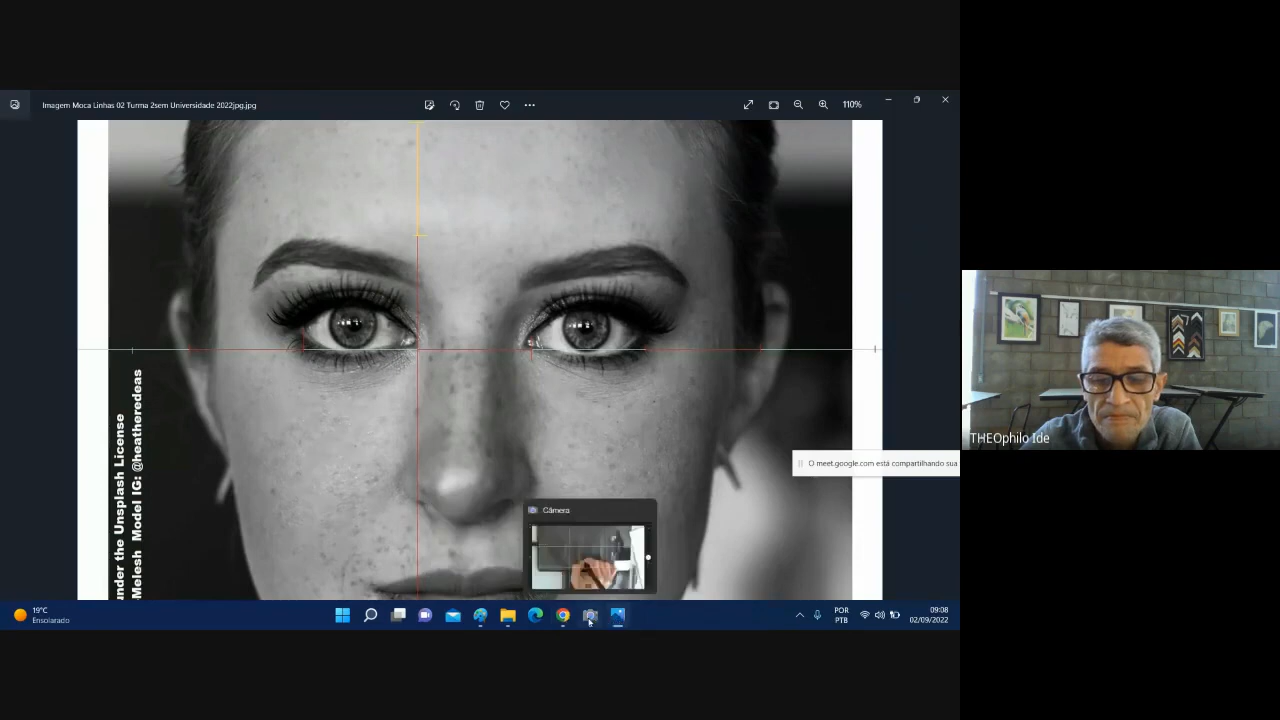 Imagem Moca Linhas 02 Turma 2sem Universidade 2022jpg.jpg
110%
under the Unsplash License
Melesh Model IG: @heatheredeas
THEOphilo Ide
O meet.google.com está compartilhando sua
Câmera
19°C
Ensolarado
POR
PTB
09:08
02/09/2022